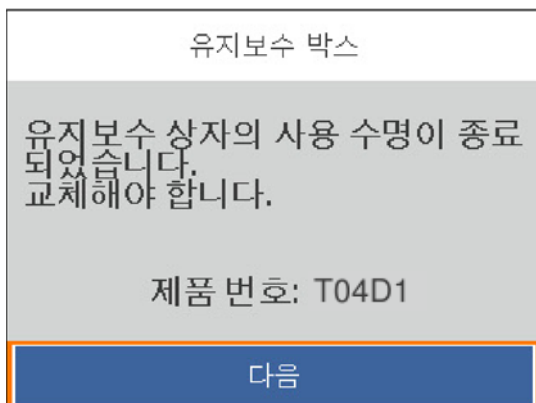 유지보수 박스
유지보수 상자의 사용 수명이 종료
되었습니다.
교체해야 합니다.
제품 번호: T04D1
다음